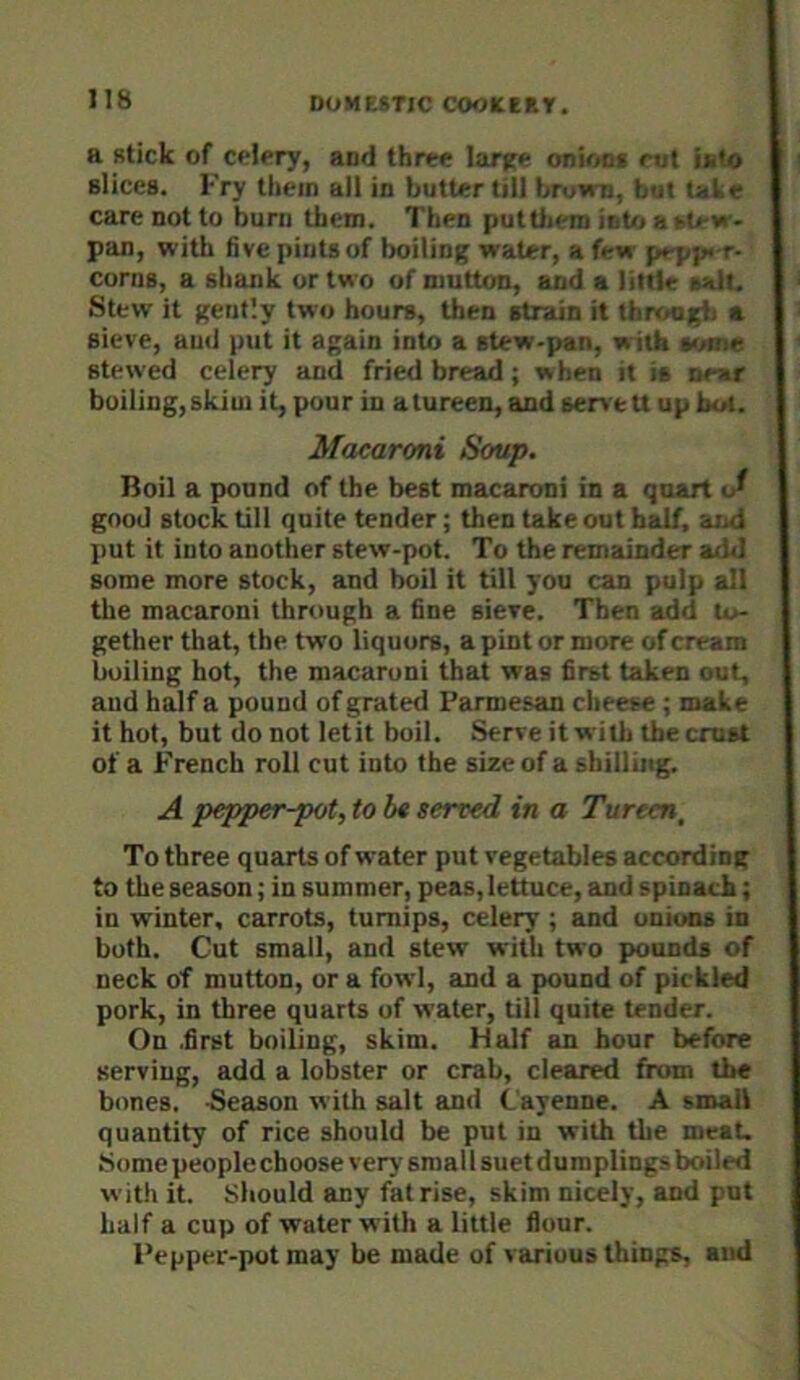 118 DOMESTIC COOKERY.
a stick of celery, and three large onions cut into
slices. Fry them all in butter till brown, but take
care not to burn them. Then put them into a stew-
pan, with five pints of boiling water, a few pepper-
corns, a shank or two of mutton, and a little salt.
Stew it gently two hours, then strain it through a
sieve, and put it again into a stew-pan, with some
stewed celery and fried bread; when it is near
boiling, skim it, pour in a tureen, and serve tt up hot.
Macaroni Soup.
Boil a pound of the best macaroni in a quart of
good stock till quite tender; then take out half, and
put it into another stew-pot. To the remainder add
some more stock, and boil it till you can pulp all
the macaroni through a fine sieve. Then add to-
gether that, the two liquors, a pint or more of cream
boiling hot, the macaroni that was first taken out,
and half a pound of grated Parmesan cheese; make
it hot, but do not let it boil. Serve it with the crust
of a French roll cut into the size of a shilling.
A pepper-pot, to be served in a Tureen,
To three quarts of water put vegetables according
to the season; in summer, peas, lettuce, and spinach;
in winter, carrots, turnips, celery; and onions in
both. Cut small, and stew with two pounds of
neck of mutton, or a fowl, and a pound of pickled
pork, in three quarts of water, till quite tender.
On .first boiling, skim. Half an hour before
serving, add a lobster or crab, cleared from the
bones. Season with salt and Cayenne. A small
quantity of rice should be put in with the meat.
Some people choose very small suet dumplings boiled
with it. Should any fat rise, skim nicely, and put
half a cup of water with a little flour.
Pepper-pot may be made of various things, and